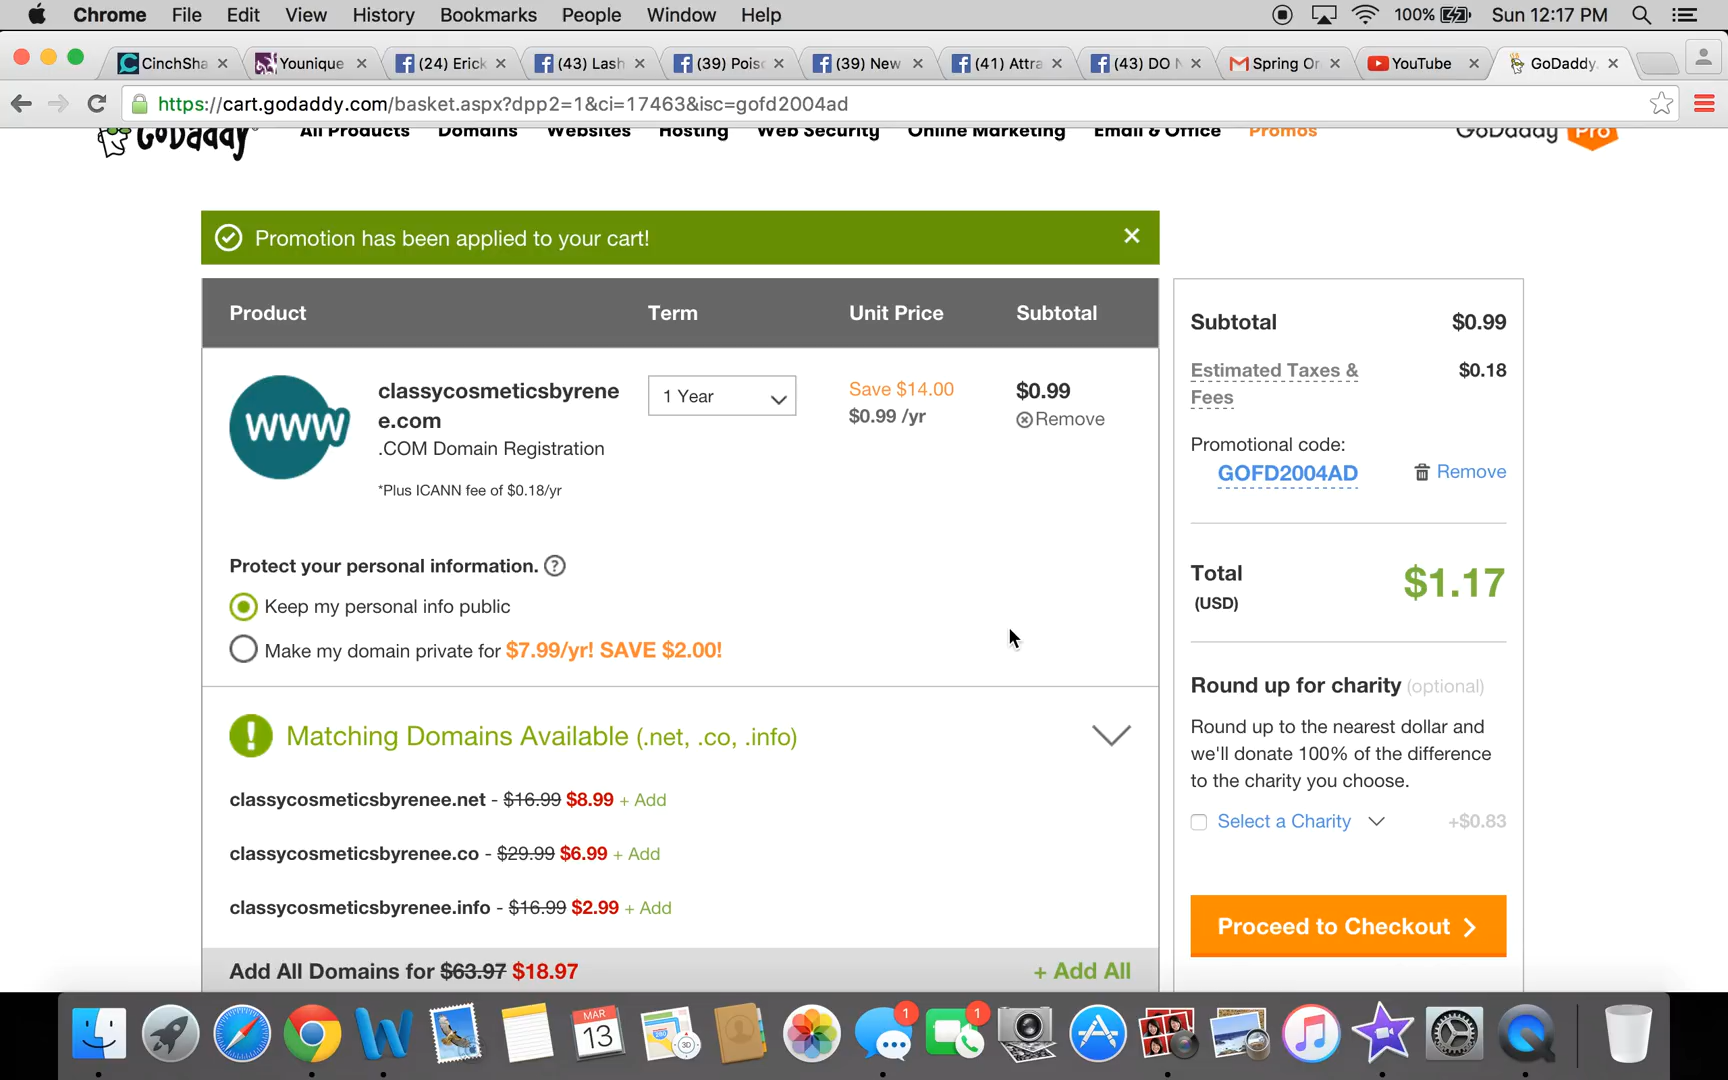 Chrome File Edit View History Bookmarks People Window Help 100% Sun 12:17 PM
CinchSha Younique (24) Erick (43) Lash (39) Pois (39) New (41) Attra (43) DO N Spring Or YouTube GoDaddy
https://cart.godaddy.com/basket.aspx?dpp2=1&ci=17463&isc=gofd2004ad
GoDaddy All Products Domains Websites Hosting Web Security Online Marketing Email & Office Promos GoDaddy Pro
Promotion has been applied to your cart!
Product Term Unit Price Subtotal
www
classycosmeticsbyrene
e.com
.COM Domain Registration
*Plus ICANN fee of $0.18/yr
1 Year
Save $14.00
$0.99 /yr
$0.99
Remove
Protect your personal information. ?
Keep my personal info public
Make my domain private for $7.99/yr! SAVE $2.00!
! Matching Domains Available (.net, .co, .info)
classycosmeticsbyrenee.net - $16.99 $8.99 + Add
classycosmeticsbyrenee.co - $29.99 $6.99 + Add
classycosmeticsbyrenee.info - $16.99 $2.99 + Add
Add All Domains for $63.97 $18.97 + Add All
Subtotal $0.99
Estimated Taxes & $0.18
Fees
Promotional code:
GOFD2004AD Remove
Total $1.17
(USD)
Round up for charity (optional)
Round up to the nearest dollar and
we'll donate 100% of the difference
to the charity you choose.
Select a Charity +$0.83
Proceed to Checkout
MAR
13
1
1